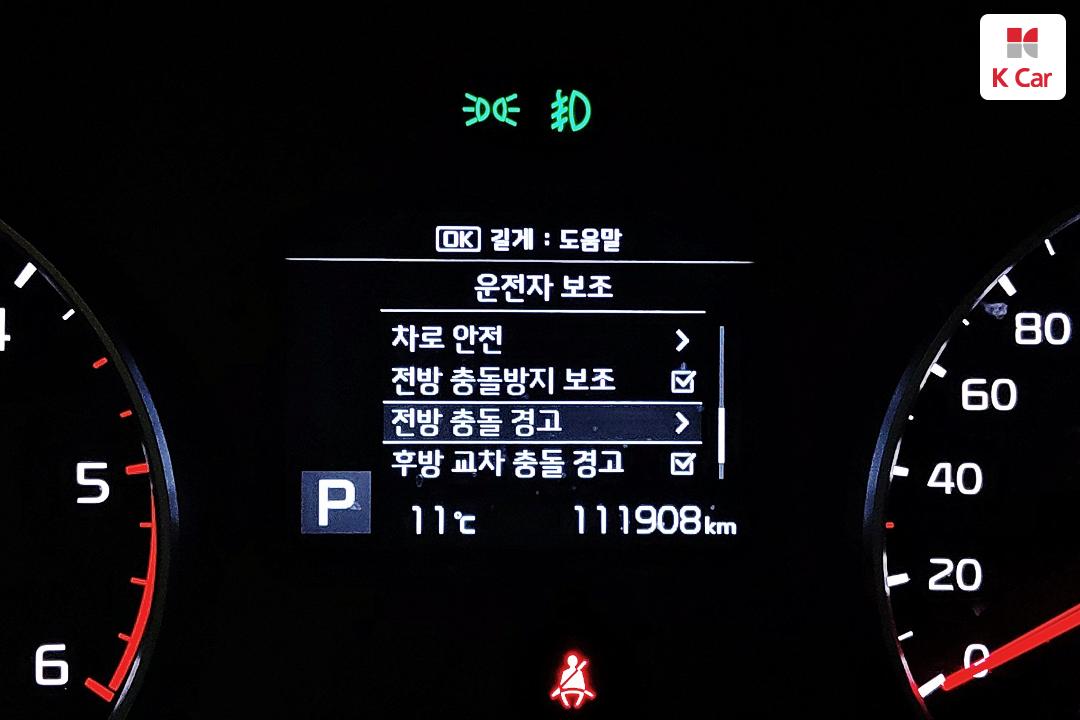 K Car
OK 길게 : 도움말
운전자 보조
차로 안전
전방 충돌방지 보조
전방 충돌 경고
후방 교차 충돌 경고
P 11℃ 111908km
4
5
6
80
60
40
20
0